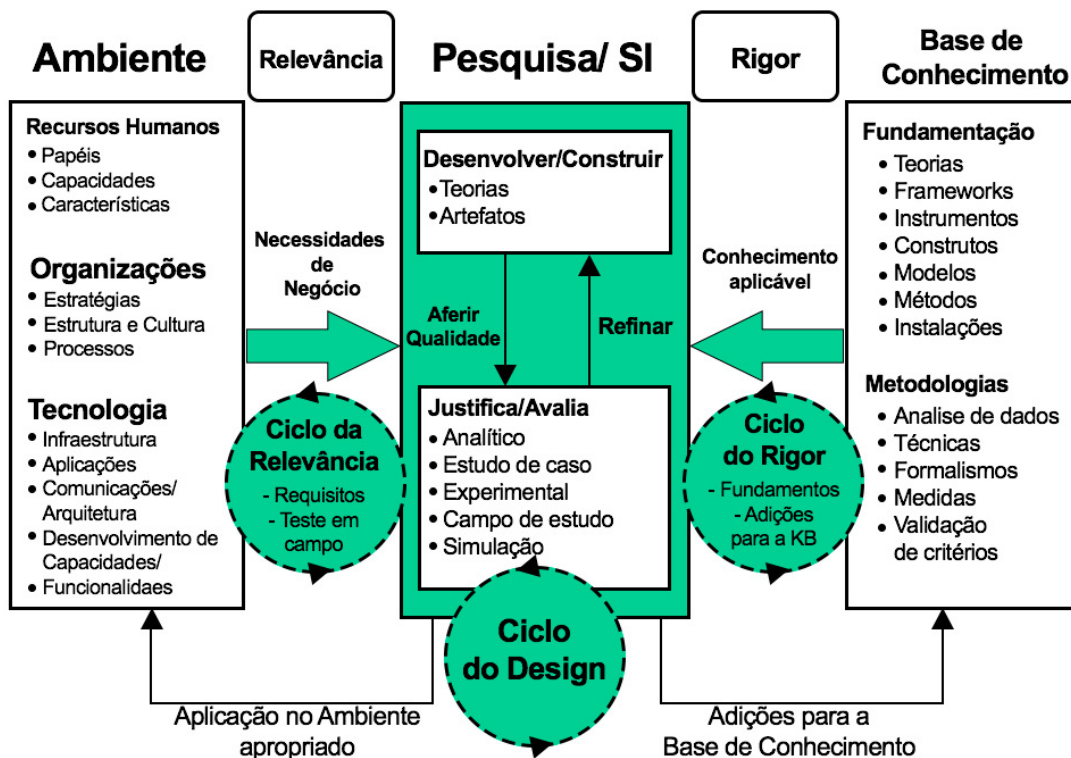 Ambiente
Relevância
Pesquisa/ SI
Rigor
Base de
Conhecimento
Recursos Humanos
• Papéis
• Capacidades
• Características
Organizações
• Estratégias
• Estrutura e Cultura
• Processos
Tecnologia
• Infraestrutura
• Aplicações
• Comunicações/
Arquitetura
• Desenvolvimento de
Capacidades/
• Funcionalidaes
Necessidades
de
Negócio
Ciclo da
Relevância
- Requisitos
- Teste em
campo
Desenvolver/Construir
• Teorias
• Artefatos
Aferir
Qualidade
Refinar
Justifica/Avalia
• Analítico
• Estudo de caso
• Experimental
• Campo de estudo
• Simulação
Ciclo
do Design
Conhecimento
aplicável
Ciclo
do Rigor
- Fundamentos
- Adições
para a KB
Fundamentação
• Teorias
• Frameworks
• Instrumentos
• Construtos
• Modelos
• Métodos
• Instalações
Metodologias
• Analise de dados
• Técnicas
• Formalismos
• Medidas
• Validação
de critérios
Aplicação no Ambiente
apropriado
Adições para a
Base de Conhecimento